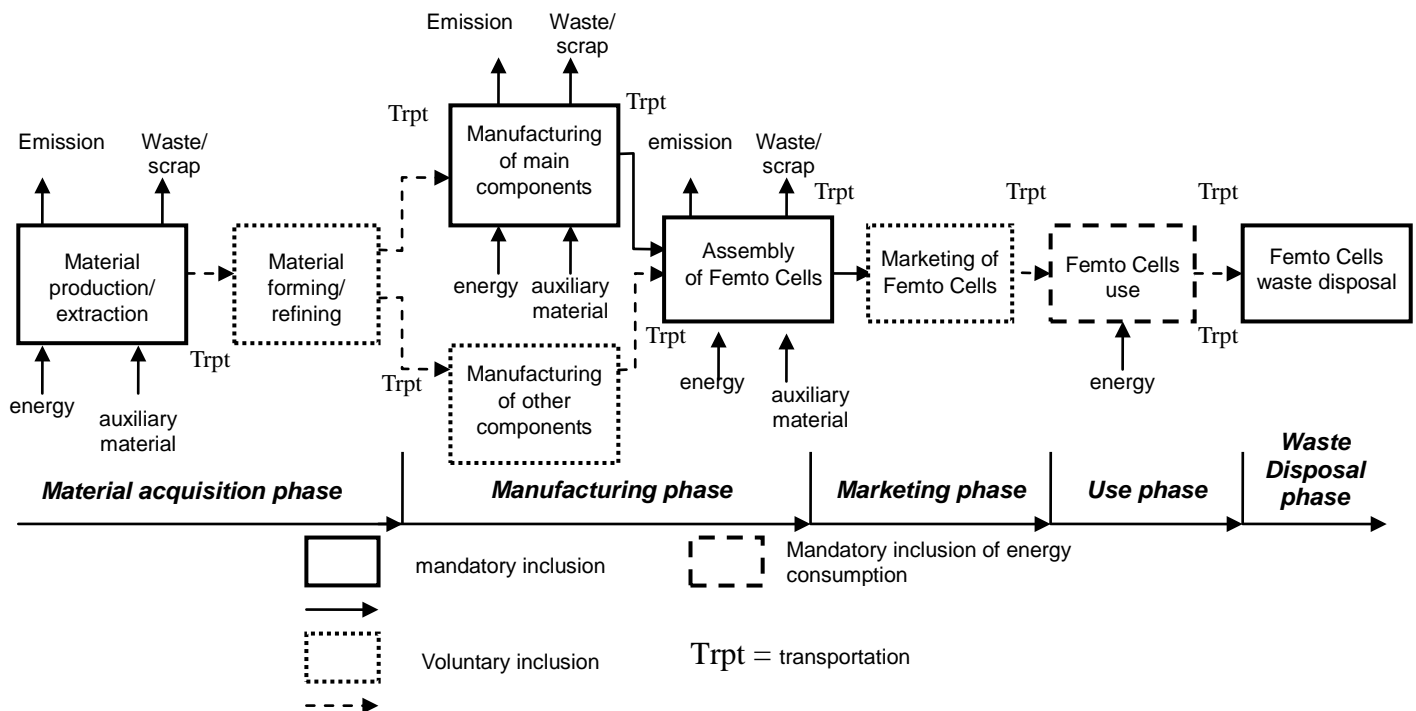 Emission
Waste/
scrap
Trpt
Trpt
Manufacturing
of main
components
energy
auxiliary
material
Emission
Waste/
scrap
Material
production/
extraction
energy
auxiliary
material
Trpt
Material
forming/
refining
Trpt
Manufacturing
of other
components
Trpt
emission
Waste/
scrap
Trpt
Assembly
of Femto Cells
energy
auxiliary
material
Marketing of
Femto Cells
Trpt
Femto Cells
use
energy
Trpt
Trpt
Femto Cells
waste disposal
Material acquisition phase
Manufacturing phase
Marketing phase
Use phase
Waste
Disposal
phase
mandatory inclusion
Mandatory inclusion of energy
consumption
Voluntary inclusion
Trpt = transportation